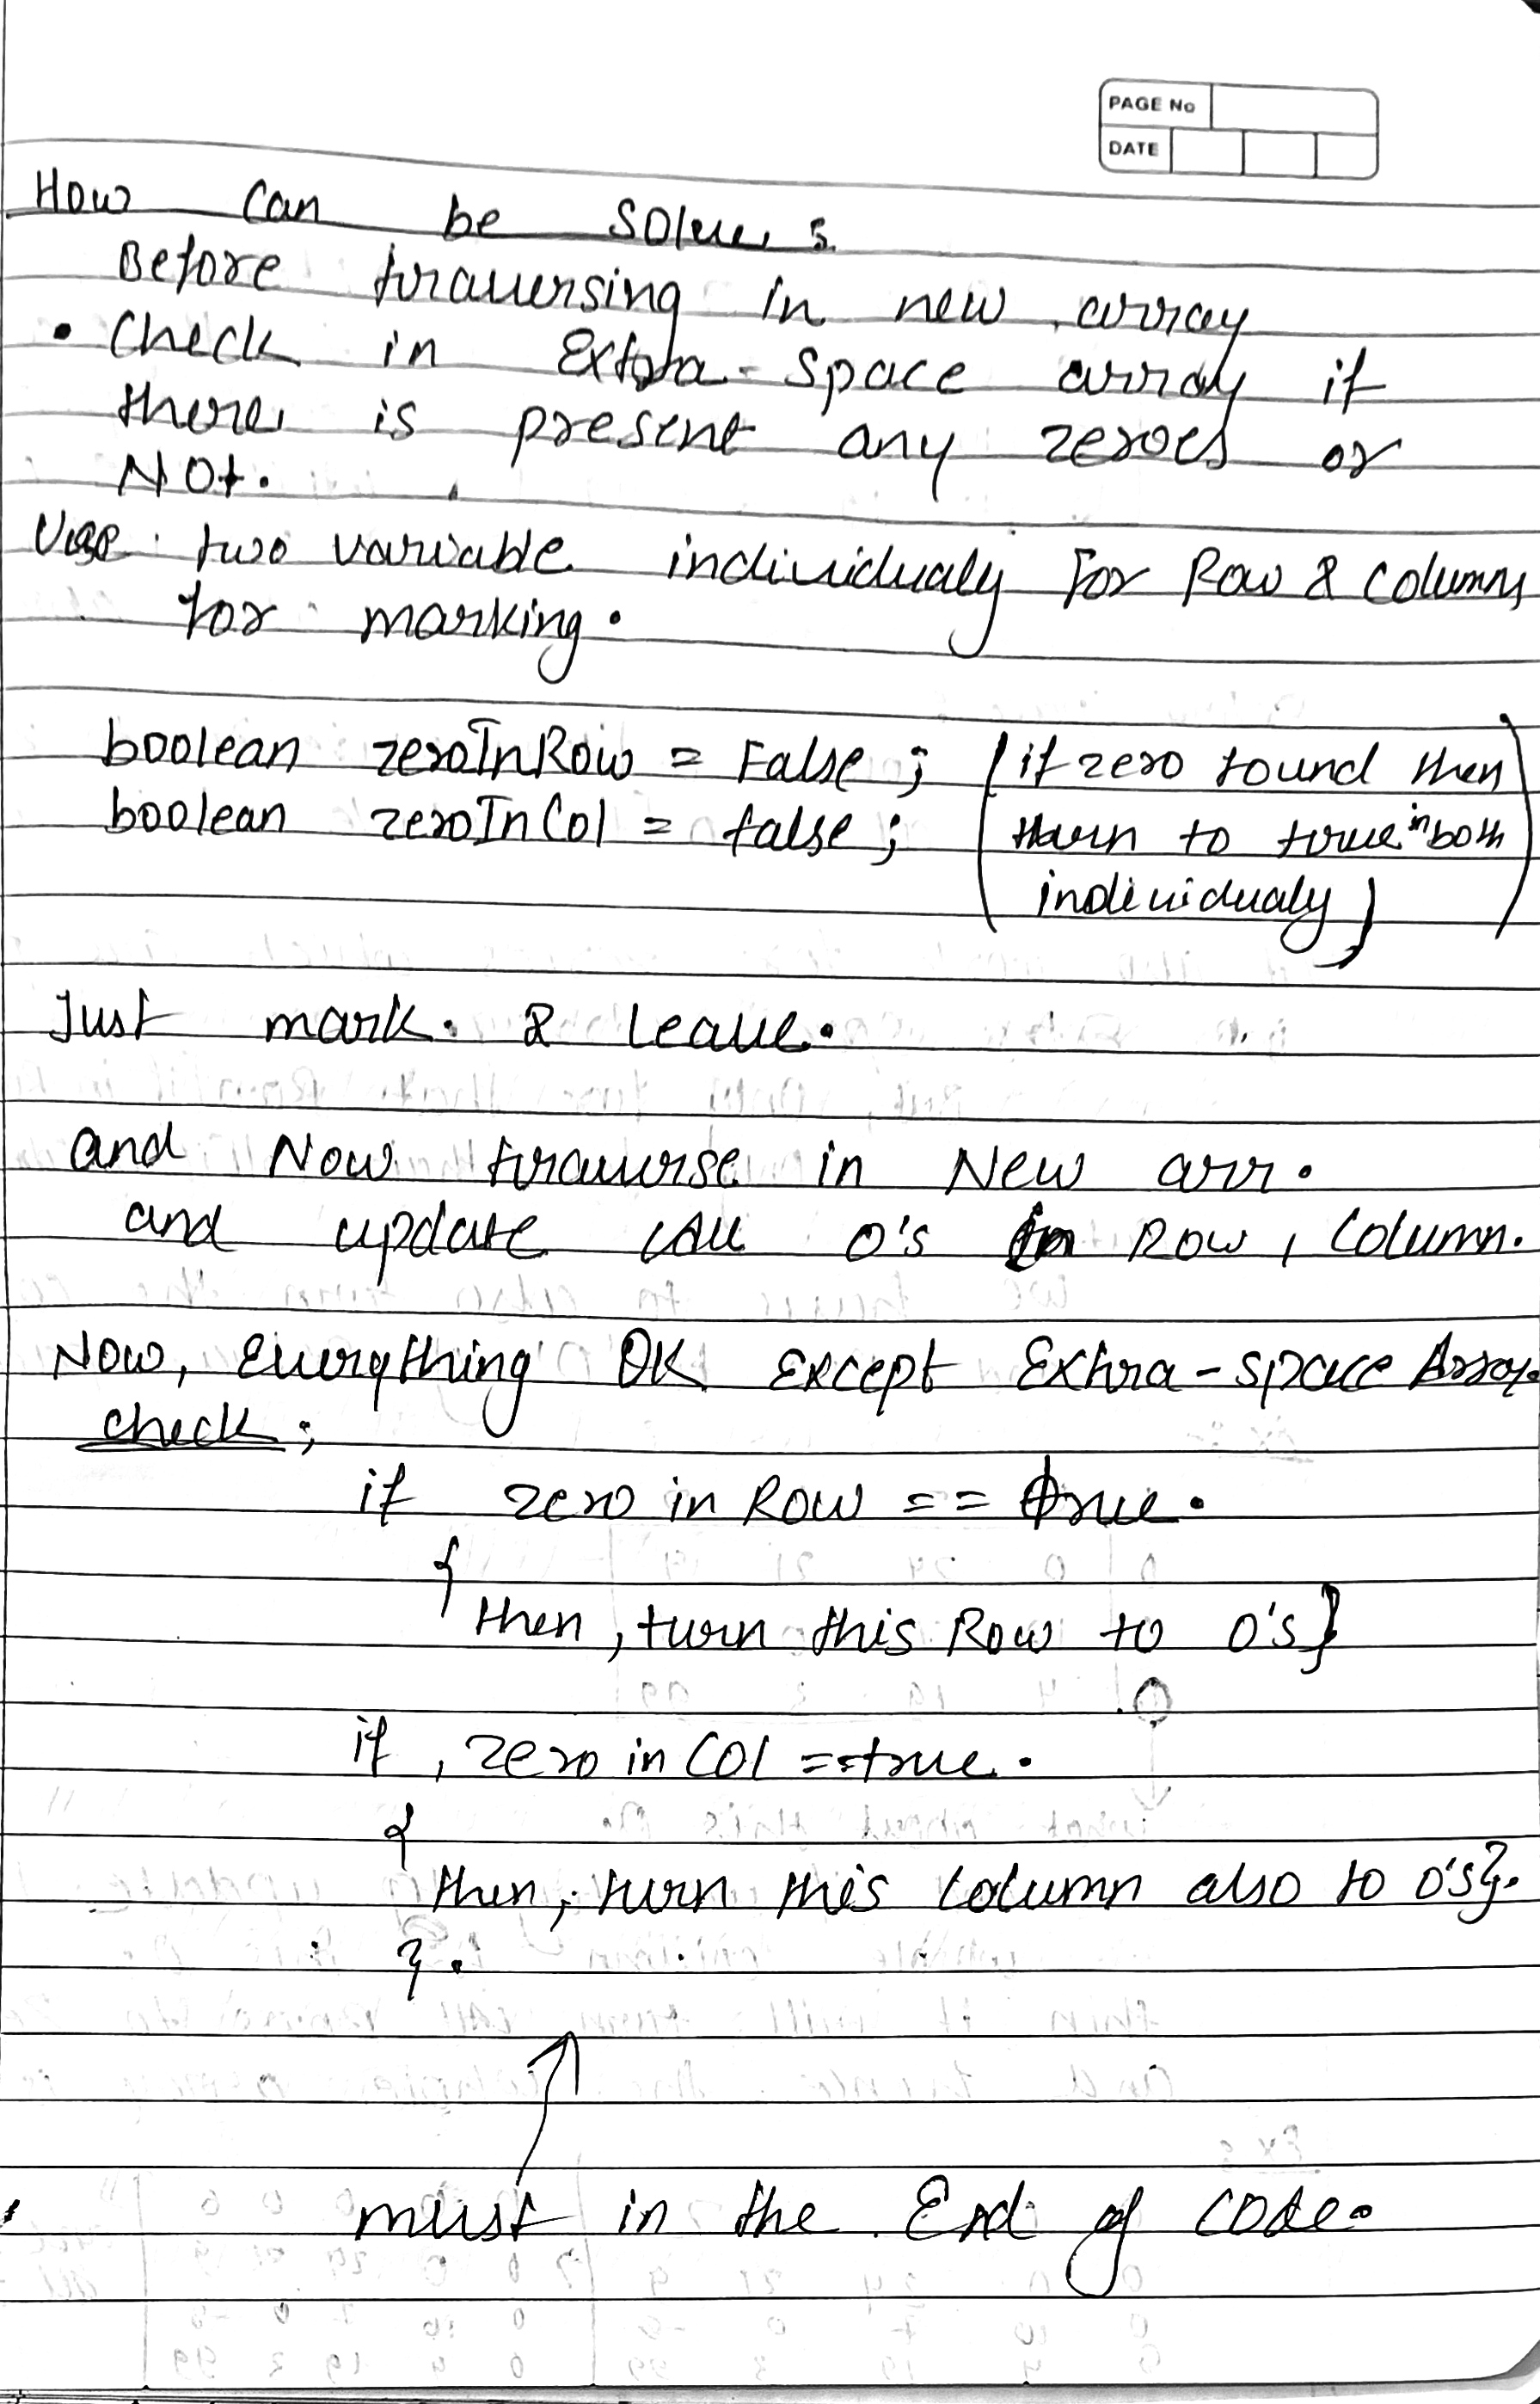 PAGE No
DATE
How can be solve :
Before traversing in new array
• Check in Extra-space array if
there is present any zeroes or
Not.
Use two variable individualy For Row & columns
for marking.
boolean zeroInRow = False ; (if zero found then
boolean zeroInCol = false ; turn to true in both
individualy)
Just mark. & leave.
and Now traverse in New arr.
and update all 0's in Row, Column.
Now, Everything OK Except Extra-space Array.
check ;
if zero in Row == true.
{
then, turn this Row to 0's}
if, zero in Col == true.
{
then, turn this column also to 0's}.
}.
must in the End of code.